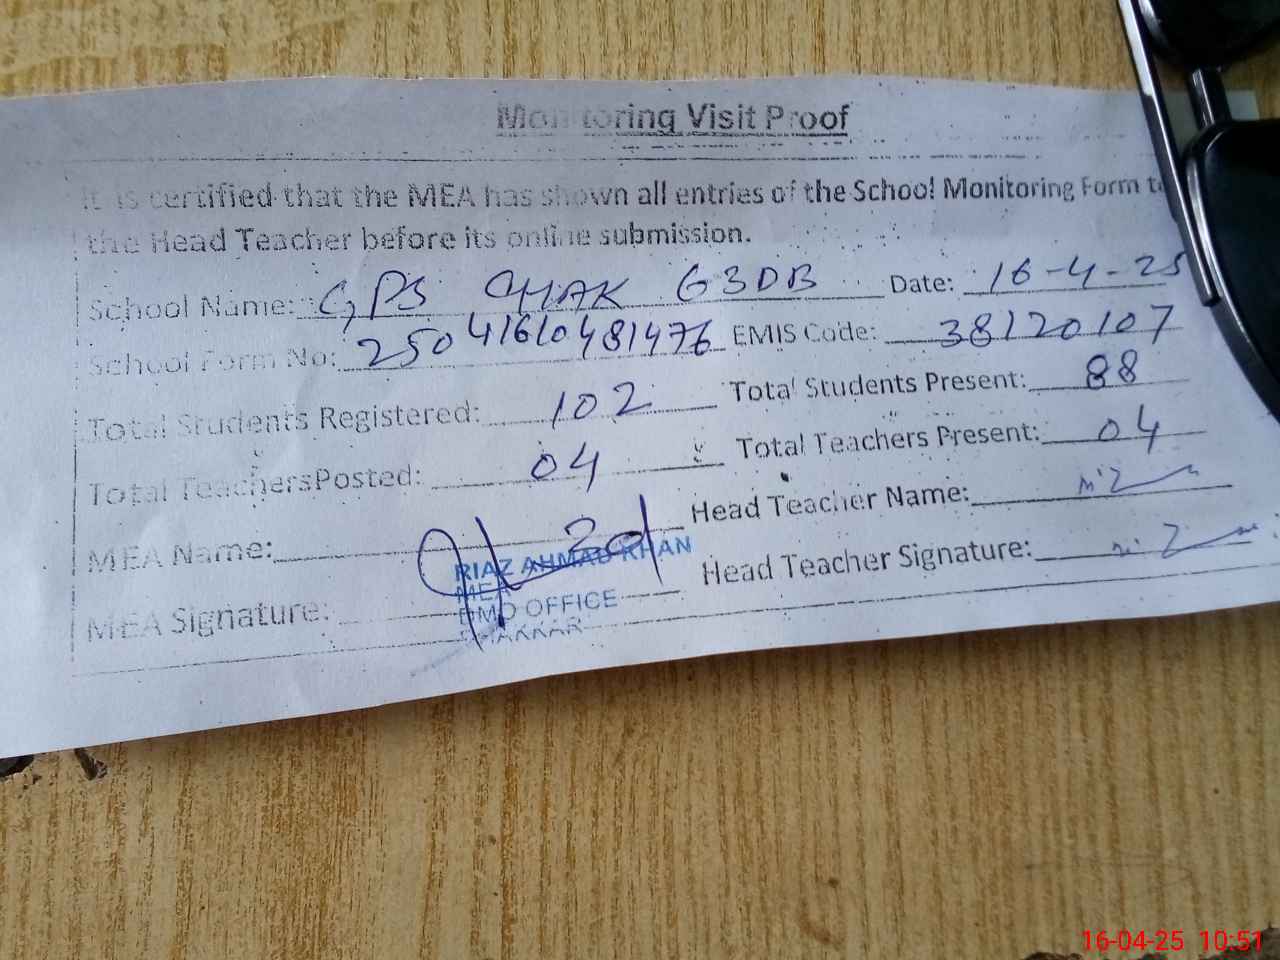 Monitoring Visit Proof
It is certified that the MEA has shown all entries of the School Monitoring Form to
the Head Teacher before its online submission.
School Name: GPS CHAK 63DB Date: 16-4-25
School Form No: 25041610481476 EMIS Code: 38120107
Total Students Registered: 102 Total Students Present: 88
Total Teachers Posted: 04 Total Teachers Present: 04
MEA Name: Head Teacher Name:
RIAZ AHMAD KHAN
MEA
MEA Signature: DMO OFFICE Head Teacher Signature:
BHAKKAR
16-04-25 10:51